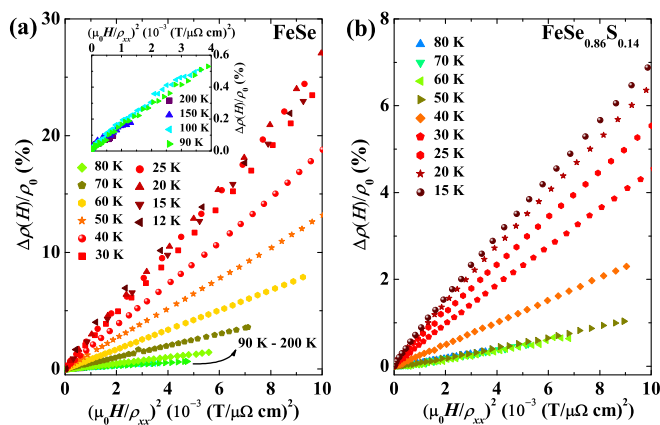 (a) FeSe
(μ₀H/ρₓₓ)² (10⁻³ (T/μΩ cm)²)
0 1 2 3 4
0.6
0.4
0.2
0.0
Δρ(H)/ρ₀ (%)
200 K
150 K
100 K
90 K
30
20
10
0
Δρ(H)/ρ₀ (%)
80 K
70 K
60 K
50 K
40 K
30 K
25 K
20 K
15 K
12 K
90 K - 200 K
0 2 4 6 8 10
(μ₀H/ρₓₓ)² (10⁻³ (T/μΩ cm)²)
(b) FeSe₀.₈₆S₀.₁₄
8
6
4
2
0
Δρ(H)/ρ₀ (%)
80 K
70 K
60 K
50 K
40 K
30 K
25 K
20 K
15 K
0 2 4 6 8 10
(μ₀H/ρₓₓ)² (10⁻³ (T/μΩ cm)²)